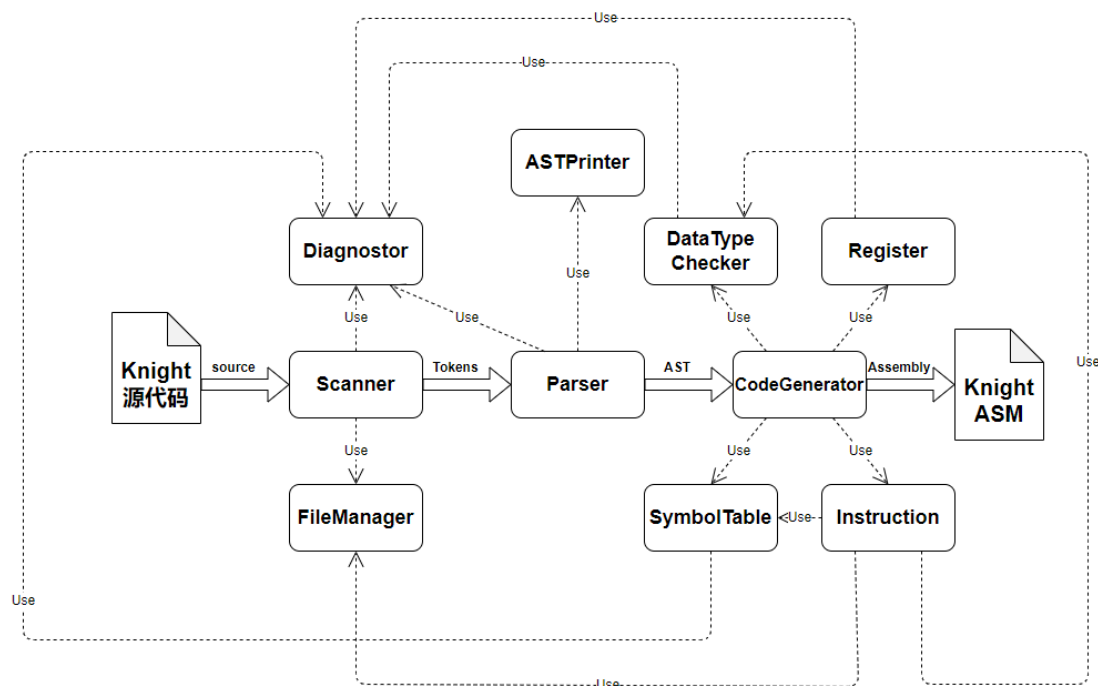 Use
Use
ASTPrinter
Diagnostor
DataType
Checker
Register
Use
Use
Use
Use
Use
Use
Knight
源代码
source
Scanner
Tokens
Parser
AST
CodeGenerator
Assembly
Knight
ASM
Use
Use
Use
FileManager
SymbolTable
Use
Instruction
Use
Use